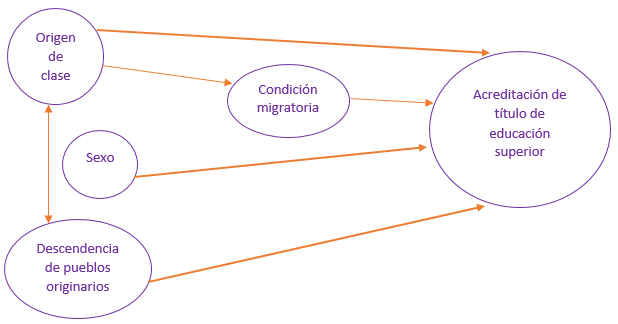 Origen
de
clase
Condición
migratoria
Acreditación de
título de
educación
superior
Sexo
Descendencia
de pueblos
originarios